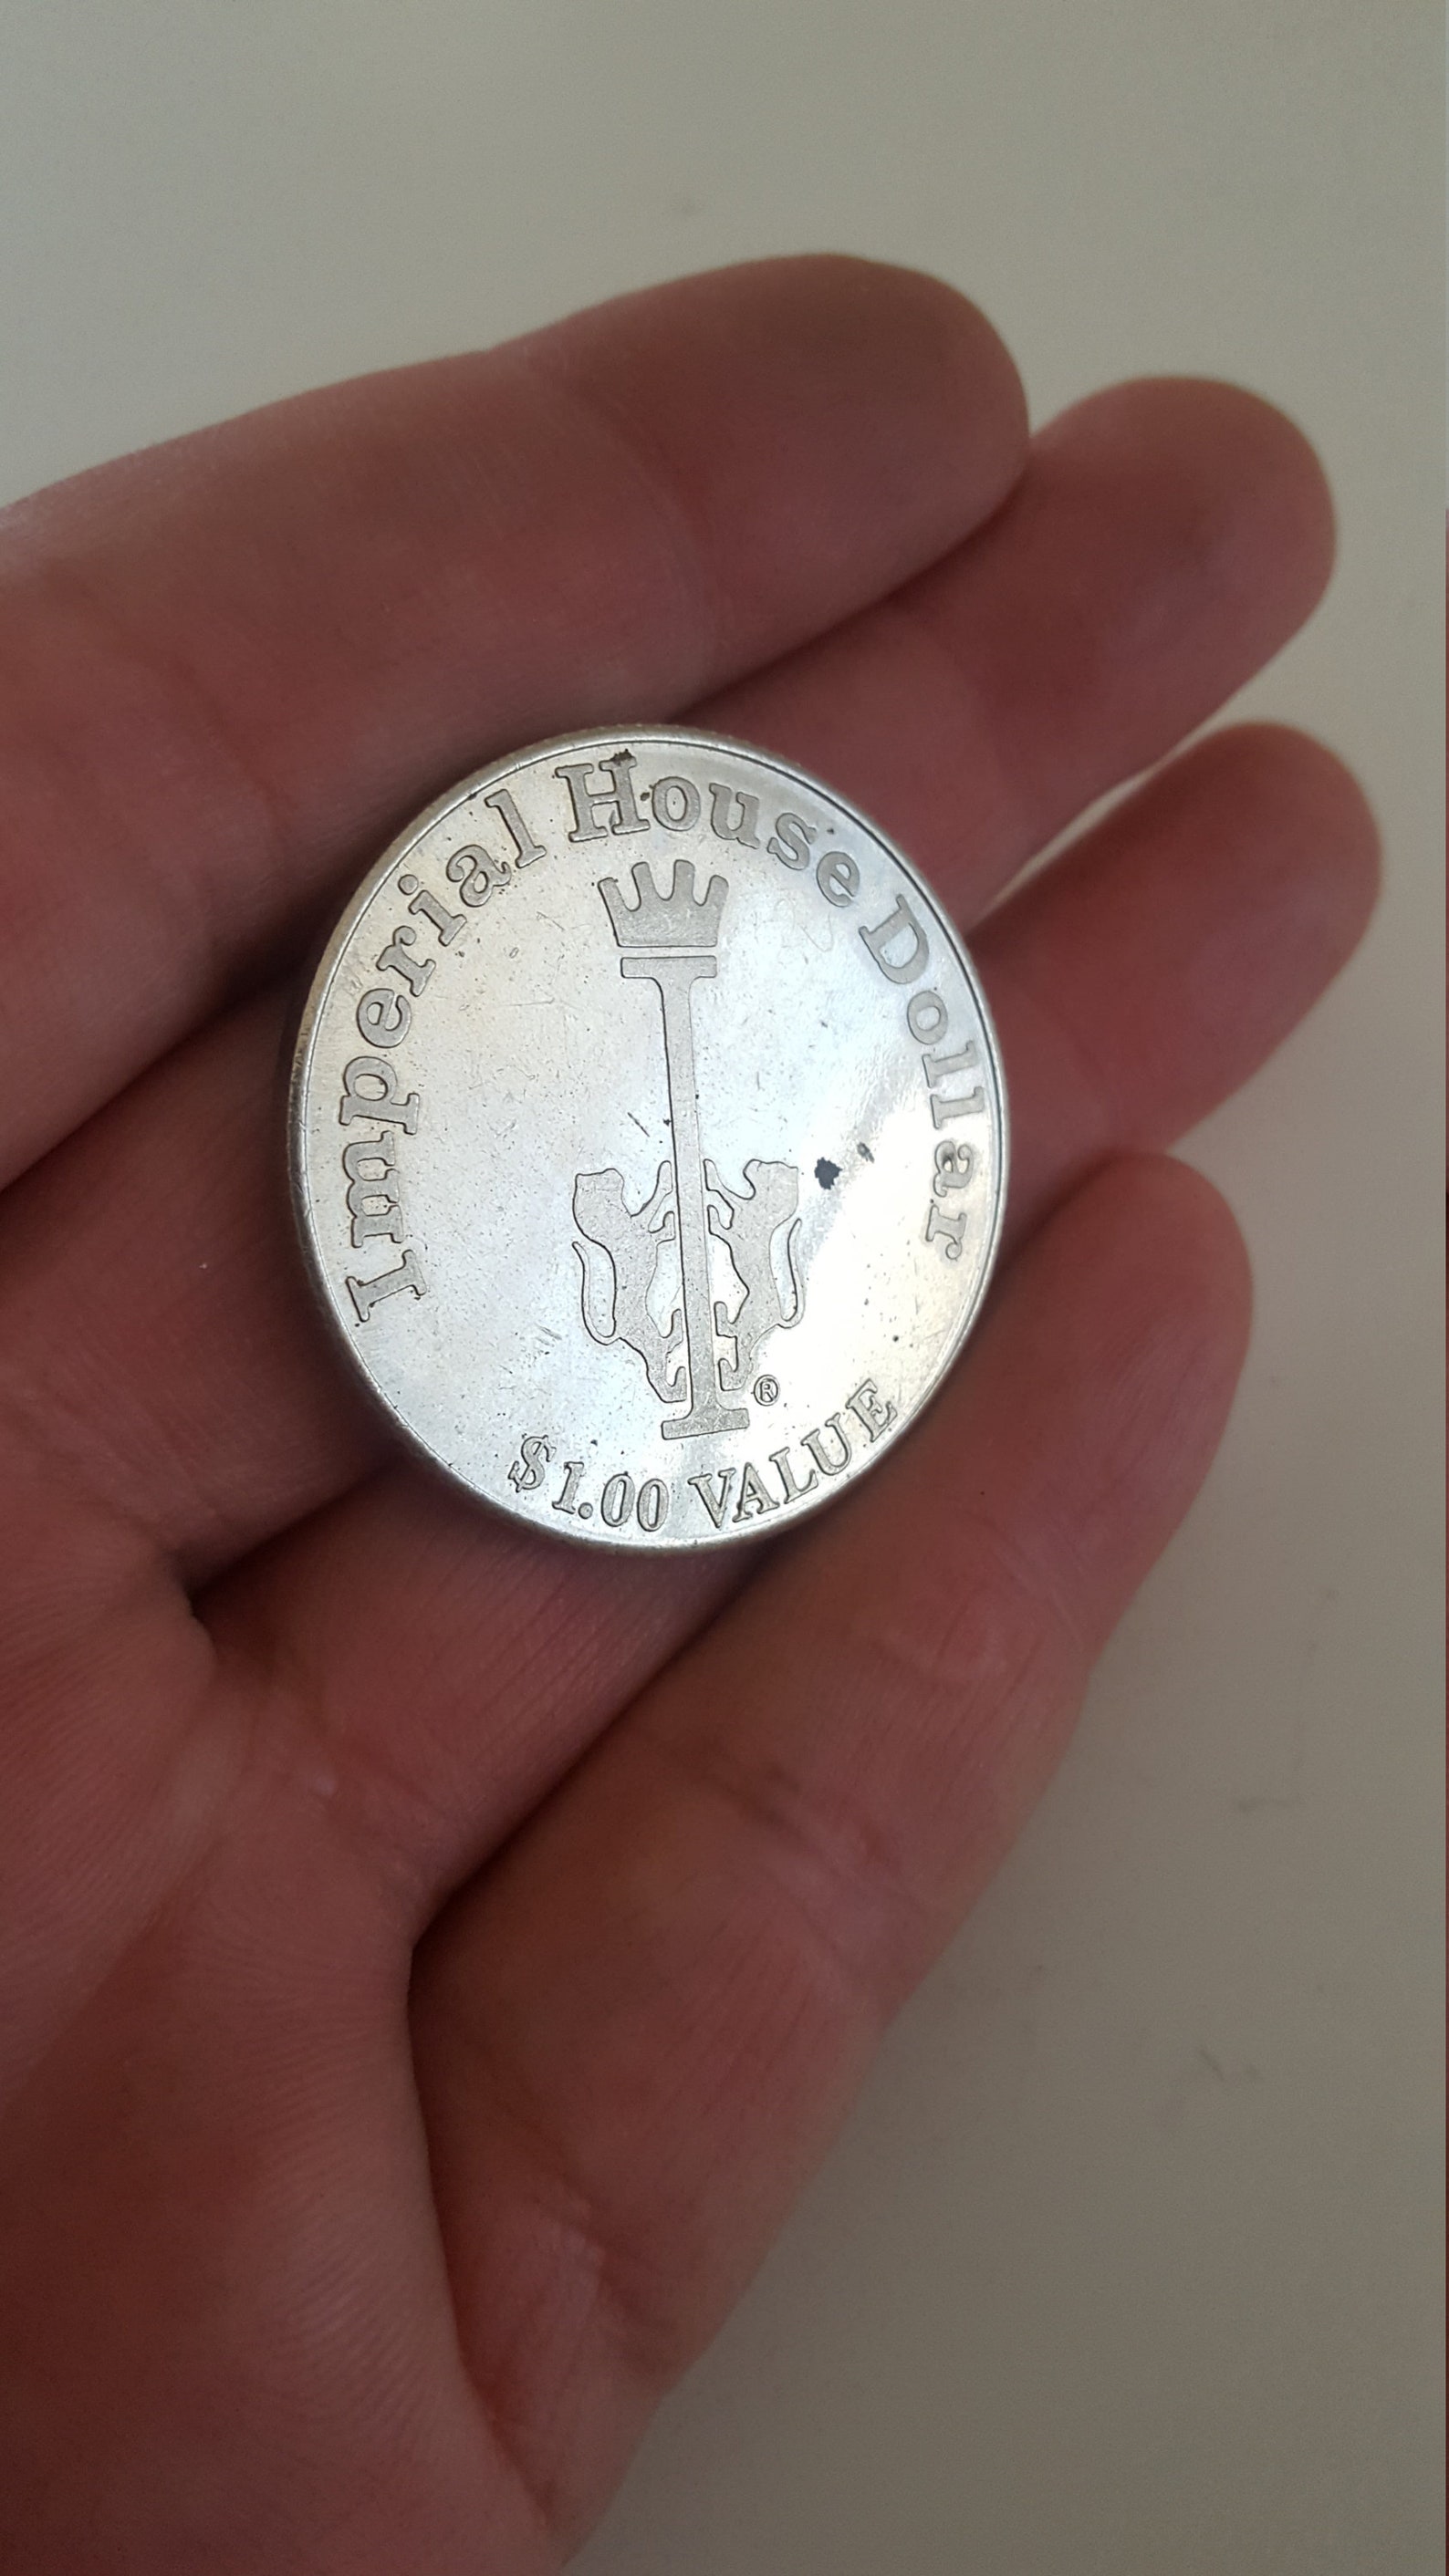 Imperial House Dollar
®
$1.00 VALUE